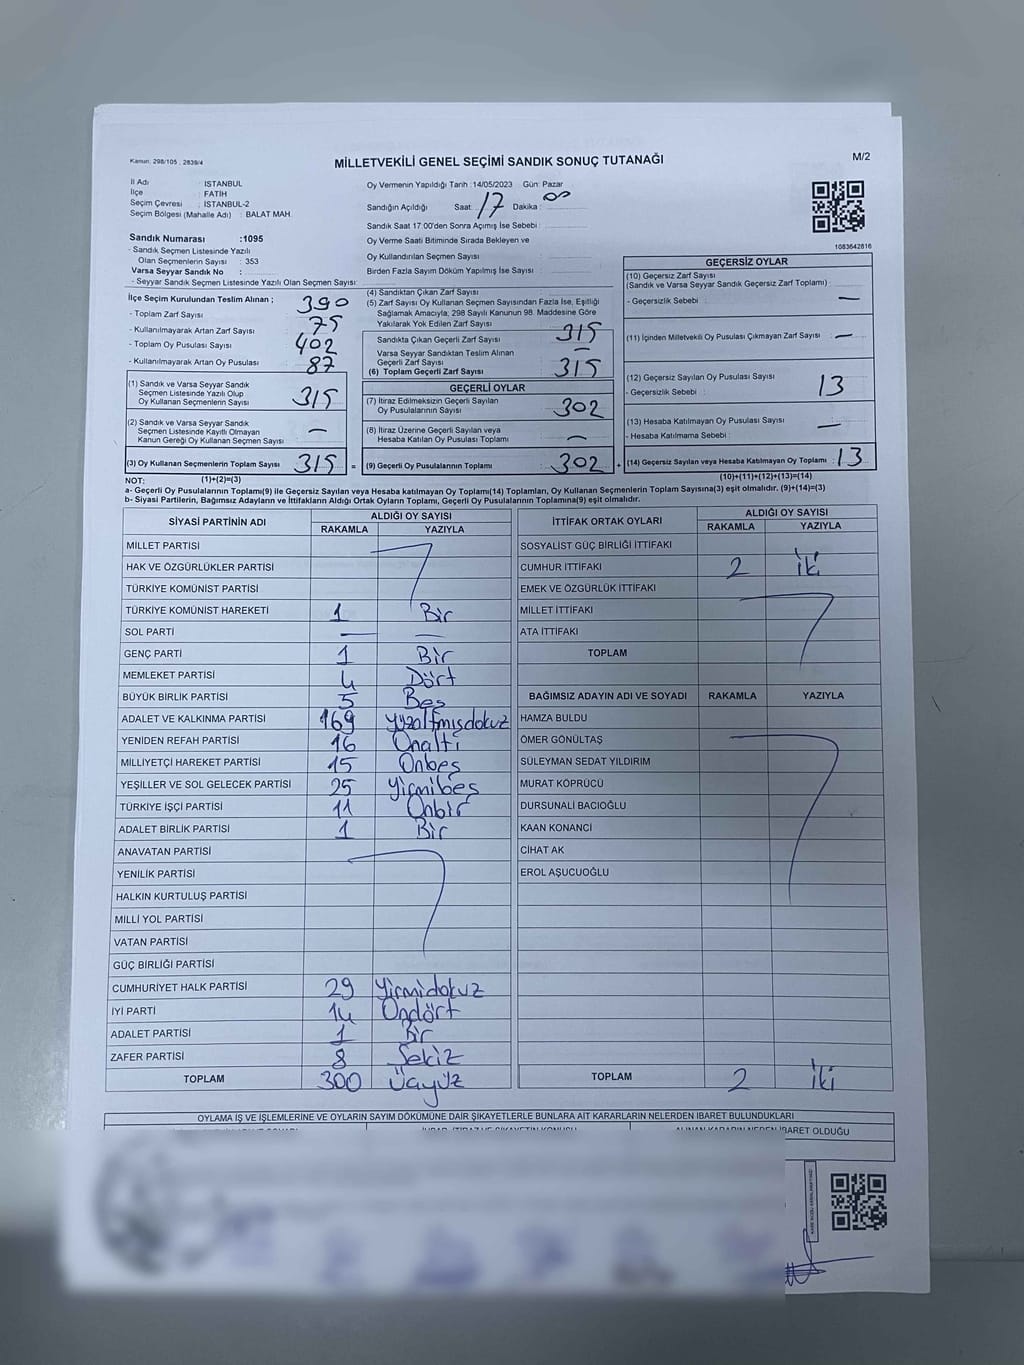 Kanun: 298/105 , 2839/4
MİLLETVEKİLİ GENEL SEÇİMİ SANDIK SONUÇ TUTANAĞI
M/2
İl Adı : İSTANBUL
İlçe : FATİH
Seçim Çevresi : İSTANBUL-2
Seçim Bölgesi (Mahalle Adı) : BALAT MAH.
Oy Vermenin Yapıldığı Tarih :14/05/2023 Gün: Pazar
Sandığın Açıldığı Saat: 17 Dakika : 00
Sandık Saat 17:00'den Sonra Açımış İse Sebebi :
Sandık Numarası :1095
- Sandık Seçmen Listesinde Yazılı
Olan Seçmenlerin Sayısı : 353
Varsa Seyyar Sandık No :
- Seyyar Sandık Seçmen Listesinde Yazılı Olan Seçmen Sayısı:
Oy Verme Saati Bitiminde Sırada Bekleyen ve
Oy Kullandırılan Seçmen Sayısı :
Birden Fazla Sayım Döküm Yapılmış İse Sayısı :
1083642816
İlçe Seçim Kurulundan Teslim Alınan ;
- Toplam Zarf Sayısı 390
- Kullanılmayarak Artan Zarf Sayısı 75
- Toplam Oy Pusulası Sayısı 402
- Kullanılmayarak Artan Oy Pusulası 87
(1) Sandık ve Varsa Seyyar Sandık
Seçmen Listesinde Yazılı Olup
Oy Kullanan Seçmenlerin Sayısı 315
(2) Sandık ve Varsa Seyyar Sandık
Seçmen Listesinde Kayıtlı Olmayan
Kanun Gereği Oy Kullanan Seçmen Sayısı —
(3) Oy Kullanan Seçmenlerin Toplam Sayısı 315 =
(4) Sandıktan Çıkan Zarf Sayısı
(5) Zarf Sayısı Oy Kullanan Seçmen Sayısından Fazla İse, Eşitliği
Sağlamak Amacıyla, 298 Sayılı Kanunun 98. Maddesine Göre
Yakılarak Yok Edilen Zarf Sayısı
Sandıkta Çıkan Geçerli Zarf Sayısı 315
Varsa Seyyar Sandıktan Teslim Alınan
Geçerli Zarf Sayısı —
(6) Toplam Geçerli Zarf Sayısı 315
GEÇERLİ OYLAR
(7) İtiraz Edilmeksizin Geçerli Sayılan
Oy Pusulalarının Sayısı 302
(8) İtiraz Üzerine Geçerli Sayılan veya
Hesaba Katılan Oy Pusulası Toplamı —
(9) Geçerli Oy Pusulalarının Toplamı 302 +
GEÇERSİZ OYLAR
(10) Geçersiz Zarf Sayısı
(Sandık ve Varsa Seyyar Sandık Geçersiz Zarf Toplamı) :
- Geçersizlik Sebebi : —
(11) İçinden Milletvekili Oy Pusulası Çıkmayan Zarf Sayısı —
(12) Geçersiz Sayılan Oy Pusulası Sayısı 13
- Geçersizlik Sebebi :
(13) Hesaba Katılmayan Oy Pusulası Sayısı —
- Hesaba Katılmama Sebebi :
(14) Geçersiz Sayılan veya Hesaba Katılmayan Oy Toplamı : 13
NOT: (1)+(2)=(3)
(10)+(11)+(12)+(13)=(14)
a- Geçerli Oy Pusulalarının Toplamı(9) ile Geçersiz Sayılan veya Hesaba katılmayan Oy Toplamı(14) Toplamları, Oy Kullanan Seçmenlerin Toplam Sayısına(3) eşit olmalıdır. (9)+(14)=(3)
b- Siyasi Partilerin, Bağımsız Adayların ve İttifakların Aldığı Ortak Oyların Toplamı, Geçerli Oy Pusulalarının Toplamına(9) eşit olmalıdır.
SİYASİ PARTİNİN ADI
ALDIĞI OY SAYISI
RAKAMLA YAZIYLA
MİLLET PARTİSİ
HAK VE ÖZGÜRLÜKLER PARTİSİ
TÜRKİYE KOMÜNİST PARTİSİ
TÜRKİYE KOMÜNİST HAREKETİ 1 Bir
SOL PARTİ — —
GENÇ PARTİ 1 Bir
MEMLEKET PARTİSİ 4 Dört
BÜYÜK BİRLİK PARTİSİ 5 Beş
ADALET VE KALKINMA PARTİSİ 169 yüzaltmışdokuz
YENİDEN REFAH PARTİSİ 16 Onaltı
MİLLİYETÇİ HAREKET PARTİSİ 15 Onbeş
YEŞİLLER VE SOL GELECEK PARTİSİ 25 Yirmibeş
TÜRKİYE İŞÇİ PARTİSİ 11 Onbir
ADALET BİRLİK PARTİSİ 1 Bir
ANAVATAN PARTİSİ
YENİLİK PARTİSİ
HALKIN KURTULUŞ PARTİSİ
MİLLİ YOL PARTİSİ
VATAN PARTİSİ
GÜÇ BİRLİĞİ PARTİSİ
CUMHURİYET HALK PARTİSİ 29 Yirmidokuz
İYİ PARTİ 14 Ondört
ADALET PARTİSİ 1 Bir
ZAFER PARTİSİ 8 Sekiz
TOPLAM 300 Üçyüz
İTTİFAK ORTAK OYLARI
ALDIĞI OY SAYISI
RAKAMLA YAZIYLA
SOSYALİST GÜÇ BİRLİĞİ İTTİFAKI
CUMHUR İTTİFAKI 2 İki
EMEK VE ÖZGÜRLÜK İTTİFAKI
MİLLET İTTİFAKI
ATA İTTİFAKI
TOPLAM
BAĞIMSIZ ADAYIN ADI VE SOYADI RAKAMLA YAZIYLA
HAMZA BULDU
ÖMER GÖNÜLTAŞ
SÜLEYMAN SEDAT YILDIRIM
MURAT KÖPRÜCÜ
DURSUNALİ BACIOĞLU
KAAN KONANCİ
CİHAT AK
EROL AŞUCUOĞLU
TOPLAM 2 İki
OYLAMA İŞ VE İŞLEMLERİNE VE OYLARIN SAYIM DÖKÜMÜNE DAİR ŞİKAYETLERLE BUNLARA AİT KARARLARIN NELERDEN İBARET BULUNDUKLARI
ALINAN KARARIN NEDEN İBARET OLDUĞU